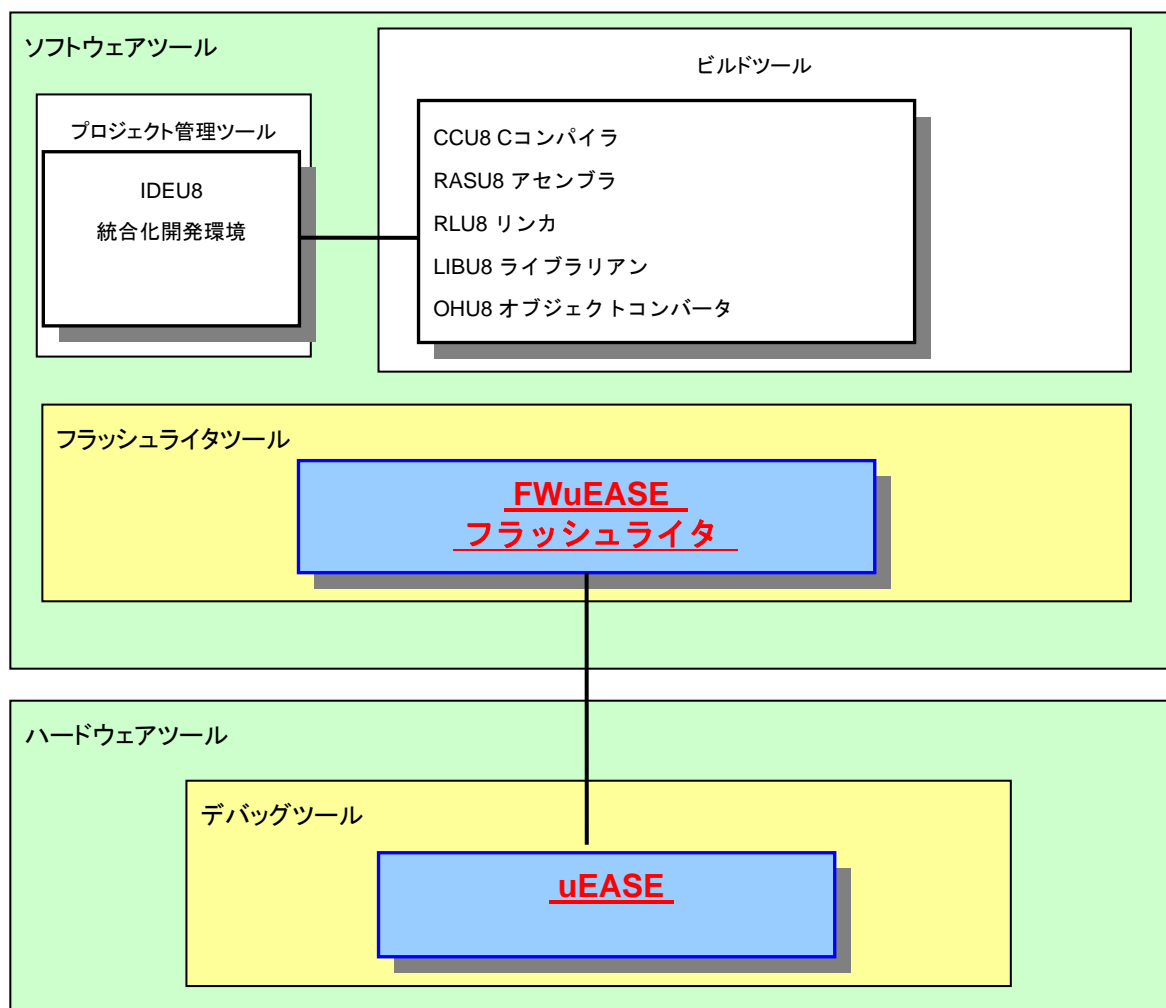 ソフトウェアツール
ビルドツール
プロジェクト管理ツール
IDEU8
統合化開発環境
CCU8 Cコンパイラ
RASU8 アセンブラ
RLU8 リンカ
LIBU8 ライブラリアン
OHU8 オブジェクトコンバータ
フラッシュライタツール
FWuEASE
フラッシュライタ
ハードウェアツール
デバッグツール
uEASE